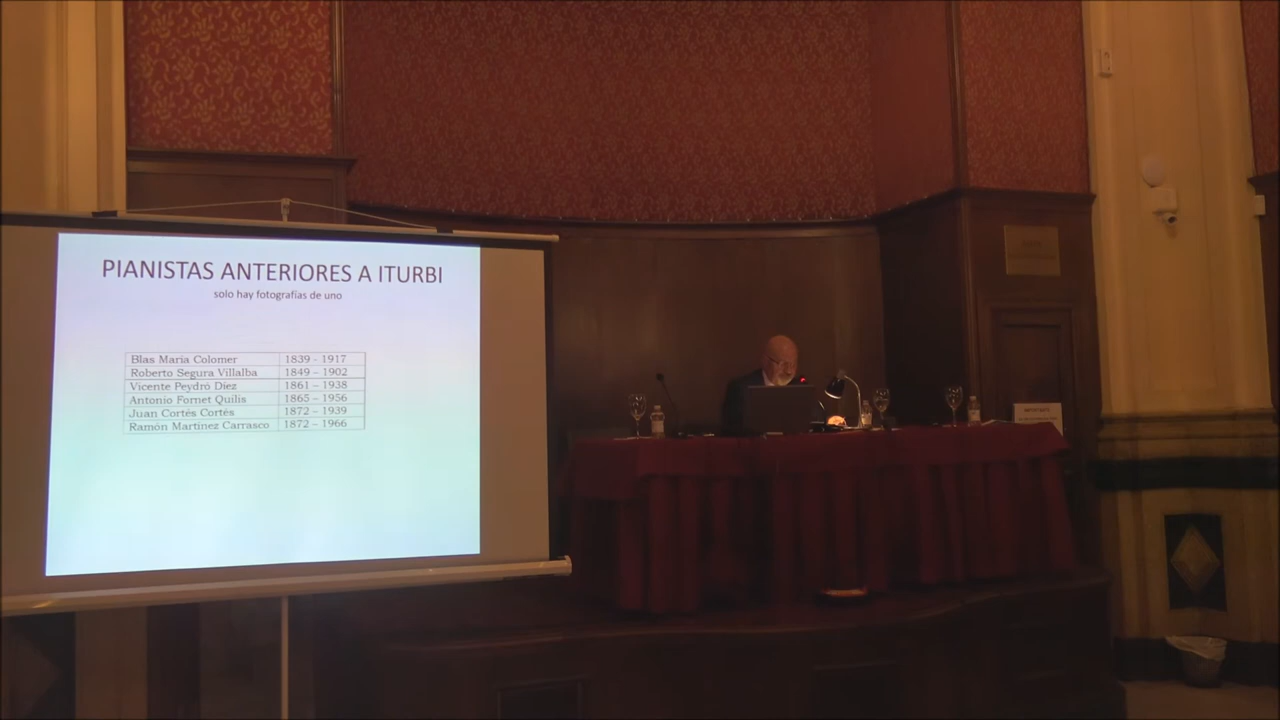 PIANISTAS ANTERIORES A ITURBI
solo hay fotografías de uno
Blas María Colomer 1839 - 1917
Roberto Segura Villalba 1849 - 1902
Vicente Peydró Díez 1861 - 1938
Antonio Fornet Quilis 1865 - 1956
Juan Cortés Cortés 1872 - 1939
Ramón Martínez Carrasco 1872 - 1966